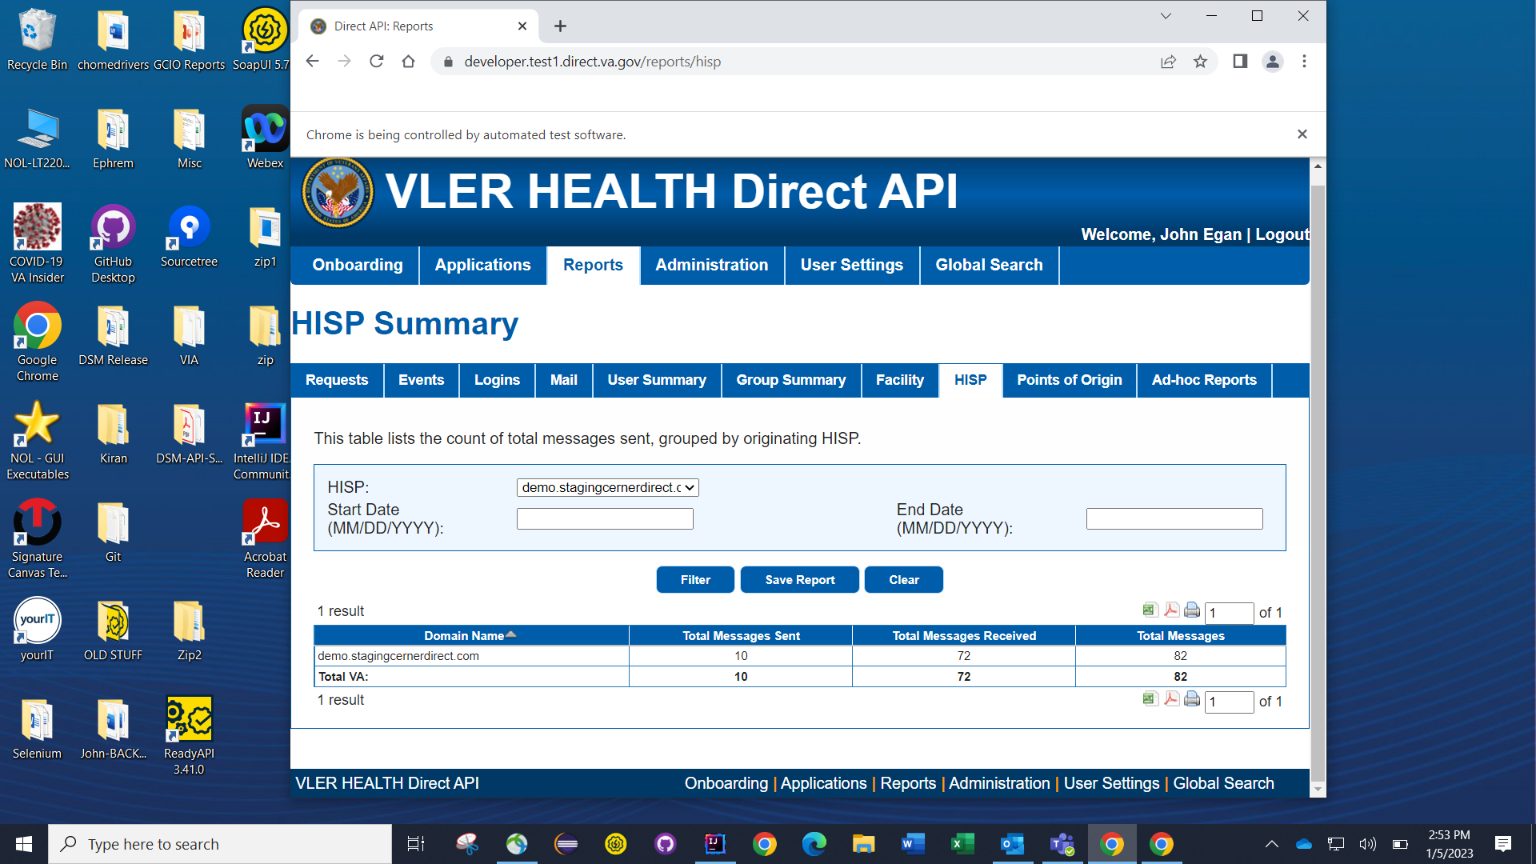 Recycle Bin
chomedrivers
GCIO Reports
SoapUI 5.7
NOL-LT220...
Ephrem
Misc
Webex
COVID-19
VA Insider
GitHub
Desktop
Sourcetree
zip1
Google
Chrome
DSM Release
VIA
zip
NOL - GUI
Executables
Kiran
DSM-API-S...
IntelliJ IDE
Communit
Signature
Canvas Te...
Git
Acrobat
Reader
yourIT
yourIT
OLD STUFF
Zip2
Selenium
John-BACK...
ReadyAPI
3.41.0
Direct API: Reports
developer.test1.direct.va.gov/reports/hisp
Chrome is being controlled by automated test software.
VLER HEALTH Direct API
Welcome, John Egan | Logout
Onboarding
Applications
Reports
Administration
User Settings
Global Search
HISP Summary
Requests
Events
Logins
Mail
User Summary
Group Summary
Facility
HISP
Points of Origin
Ad-hoc Reports
This table lists the count of total messages sent, grouped by originating HISP.
HISP:
demo.stagingcernerdirect.c
Start Date
(MM/DD/YYYY):
End Date
(MM/DD/YYYY):
Filter
Save Report
Clear
1 result
1 of 1
Domain Name Total Messages Sent Total Messages Received Total Messages
demo.stagingcernerdirect.com 10 72 82
Total VA: 10 72 82
1 result
1 of 1
VLER HEALTH Direct API
Onboarding | Applications | Reports | Administration | User Settings | Global Search
Type here to search
2:53 PM
1/5/2023